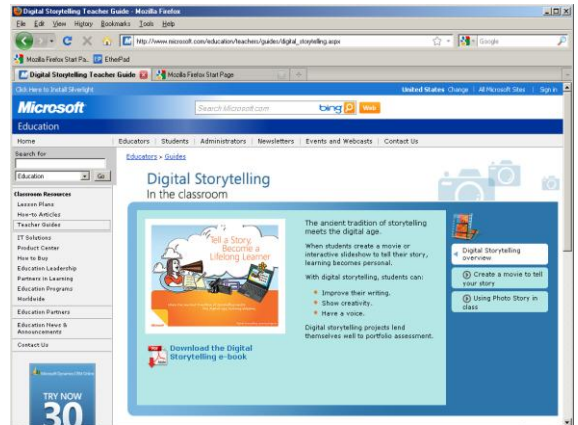 Digital Storytelling Teacher Guide - Mozilla Firefox
File Edit View History Bookmarks Tools Help
http://www.microsoft.com/education/teachers/guides/digital_storytelling.aspx
Google
Mozilla Firefox Start Pa.. EtherPad
Digital Storytelling Teacher Guide Mozilla Firefox Start Page
Click Here to Install Silverlight
United States Change | All Microsoft Sites | Sign in
Microsoft
Search Microsoft.com bing Web
Education
Home Educators | Students | Administrators | Newsletters | Events and Webcasts | Contact Us
Search for
Education Go
Classroom Resources
Lesson Plans
How-to Articles
Teacher Guides
IT Solutions
Product Center
How to Buy
Education Leadership
Partners in Learning
Education Programs
Worldwide
Education Partners
Education News &
Announcements
Contact Us
Microsoft Dynamics CRM Online
TRY NOW
30
Educators > Guides
Digital Storytelling
In the classroom
Tell a Story,
Become a
Lifelong Learner
Microsoft
Download the Digital
Storytelling e-book
The ancient tradition of storytelling
meets the digital age.
When students create a movie or
interactive slideshow to tell their story,
learning becomes personal.
With digital storytelling, students can:
Improve their writing.
Show creativity.
Have a voice.
Digital storytelling projects lend
themselves well to portfolio assessment.
Digital Storytelling
overview
Create a movie to tell
your story
Using Photo Story in
class